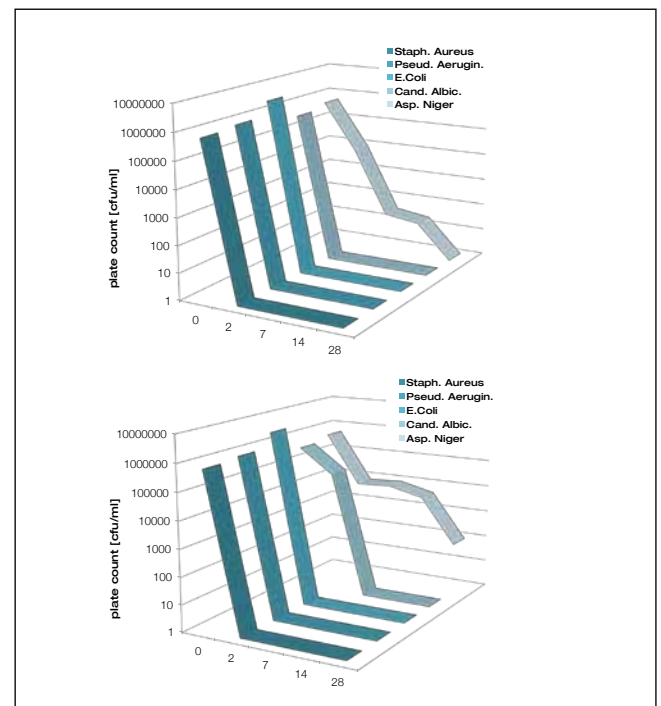 Staph. Aureus
Pseud. Aerugin.
E.Coli
Cand. Albic.
Asp. Niger
10000000
1000000
100000
10000
1000
100
10
1
plate count [cfu/ml]
0
2
7
14
28
Staph. Aureus
Pseud. Aerugin.
E.Coli
Cand. Albic.
Asp. Niger
10000000
1000000
100000
10000
1000
100
10
1
plate count [cfu/ml]
0
2
7
14
28